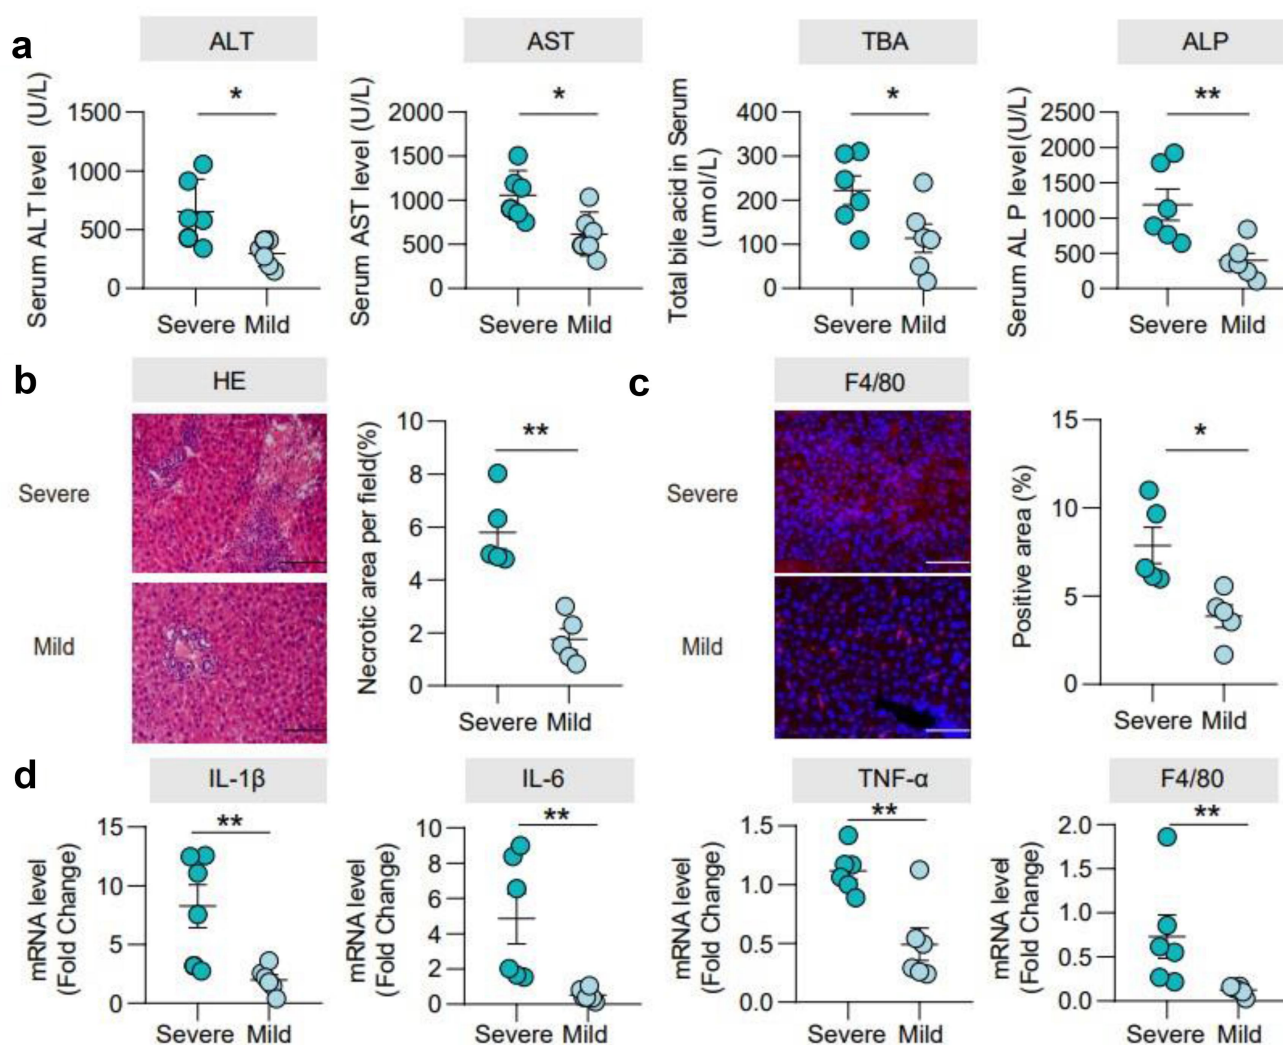 a
ALT
AST
TBA
ALP
Serum ALT level (U/L)
1500
1000
500
0
*
Severe Mild
Serum AST level (U/L)
2000
1500
1000
500
0
*
Severe Mild
Total bile acid in Serum
(umol/L)
400
300
200
100
0
*
Severe Mild
Serum AL P level(U/L)
2500
2000
1500
1000
500
0
**
Severe Mild
b
HE
Severe
Mild
Necrotic area per field(%)
10
8
6
4
2
0
**
Severe Mild
c
F4/80
Severe
Mild
Positive area (%)
15
10
5
0
*
Severe Mild
d
IL-1β
mRNA level
(Fold Change)
15
10
5
0
**
Severe Mild
IL-6
mRNA level
(Fold Change)
10
8
6
4
2
0
**
Severe Mild
TNF-α
mRNA level
(Fold Change)
1.5
1.0
0.5
0.0
**
Severe Mild
F4/80
mRNA level
(Fold Change)
2.0
1.5
1.0
0.5
0.0
**
Severe Mild